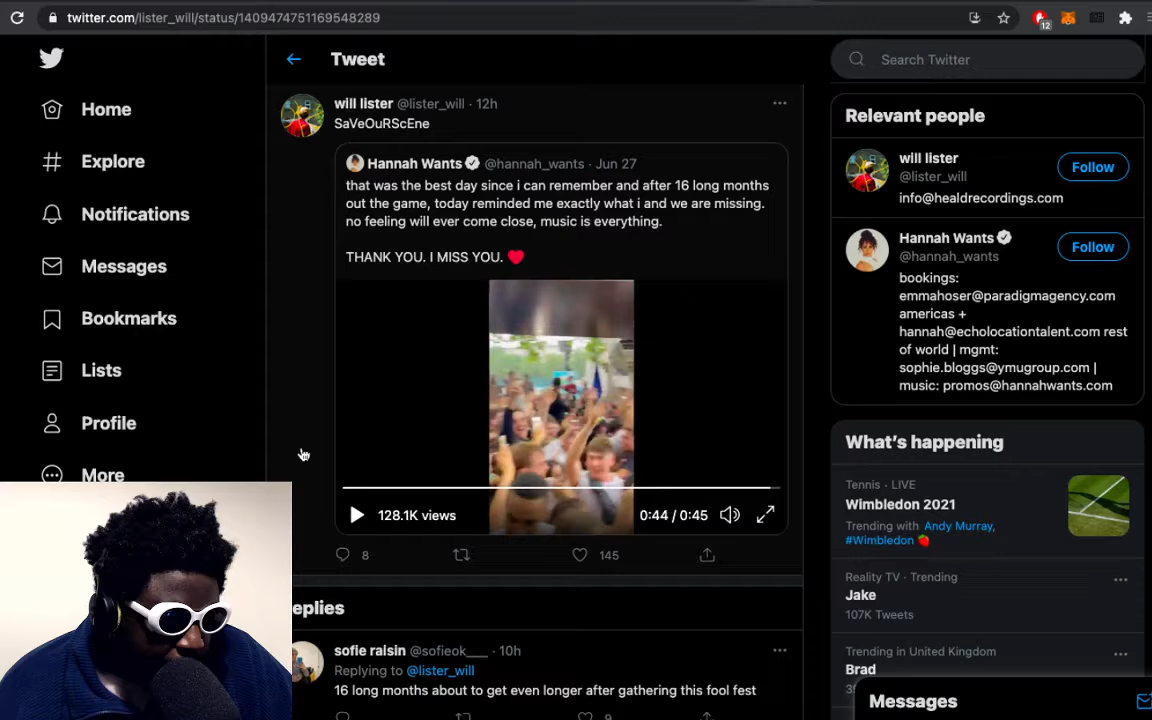 twitter.com/lister_will/status/1409474751169548289
12
Home
Explore
Notifications
Messages
Bookmarks
Lists
Profile
More
Tweet
will lister @lister_will · 12h
SaVeOuRScEne
Hannah Wants @hannah_wants · Jun 27
that was the best day since i can remember and after 16 long months
out the game, today reminded me exactly what i and we are missing.
no feeling will ever come close, music is everything.
THANK YOU. I MISS YOU. ❤️
128.1K views
0:44 / 0:45
8
145
eplies
sofie raisin @sofieok___ · 10h
Replying to @lister_will
16 long months about to get even longer after gathering this fool fest
9
Search Twitter
Relevant people
will lister
@lister_will
Follow
info@healdrecordings.com
Hannah Wants
@hannah_wants
Follow
bookings:
emmahoser@paradigmagency.com
americas +
hannah@echolocationtalent.com rest
of world | mgmt:
sophie.bloggs@ymugroup.com |
music: promos@hannahwants.com
What's happening
Tennis · LIVE
Wimbledon 2021
Trending with Andy Murray,
#Wimbledon 🍓
Reality TV · Trending
Jake
107K Tweets
Trending in United Kingdom
Brad
Messages